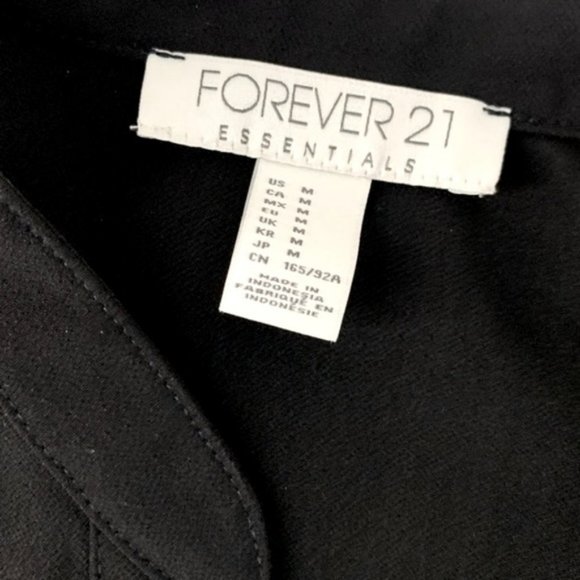 FOREVER 21
ESSENTIALS
US M
CA M
MX M
EU M
UK M
KR M
JP M
CN 165/92A
MADE IN
INDONESIA
FABRIQUÉ EN
INDONÉSIE